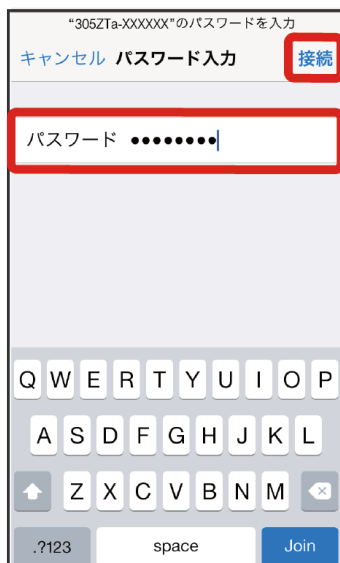 “305ZTa-XXXXXX”のパスワードを入力
キャンセル パスワード入力 接続
パスワード ●●●●●●●●
Q W E R T Y U I O P
A S D F G H J K L
Z X C V B N M
.?123 space Join